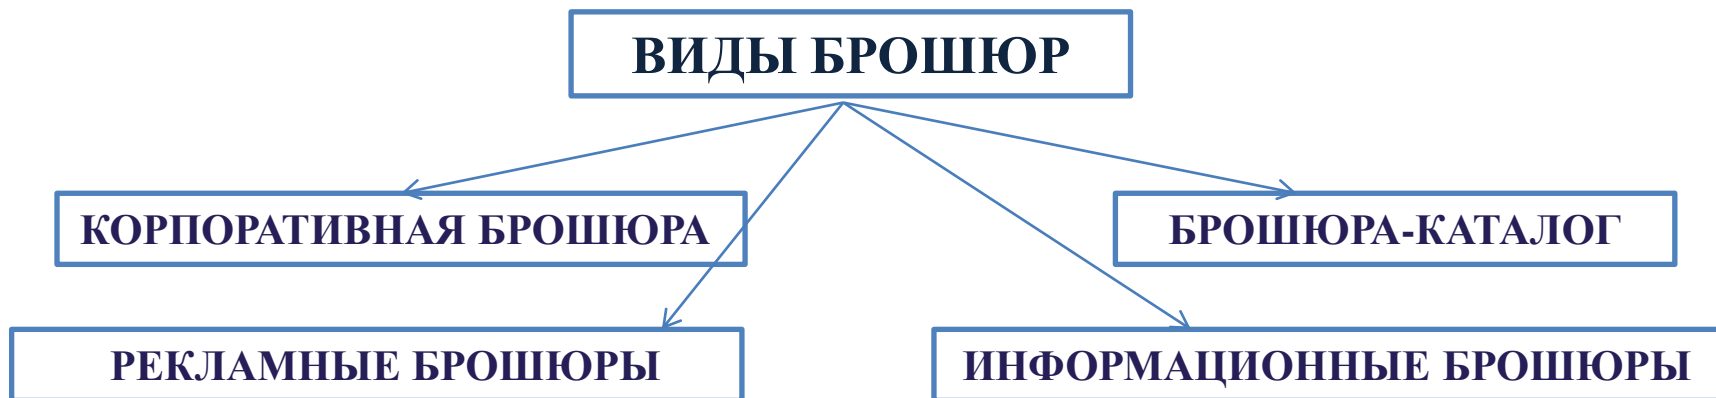 ВИДЫ БРОШЮР
КОРПОРАТИВНАЯ БРОШЮРА
БРОШЮРА-КАТАЛОГ
РЕКЛАМНЫЕ БРОШЮРЫ
ИНФОРМАЦИОННЫЕ БРОШЮРЫ